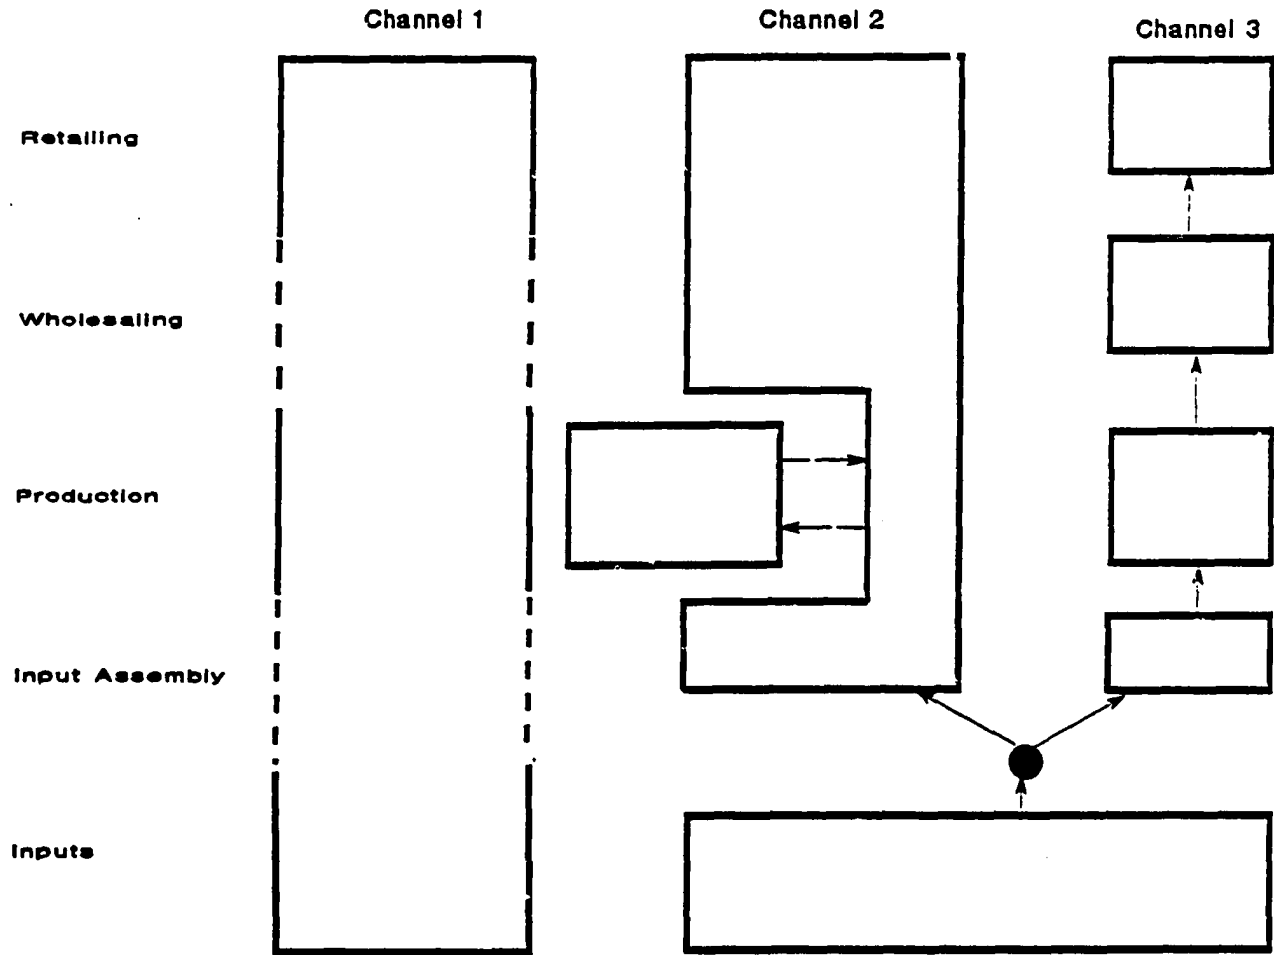 Channel 1
Channel 2
Channel 3
Retailing
Wholesaling
Production
Input Assembly
Inputs